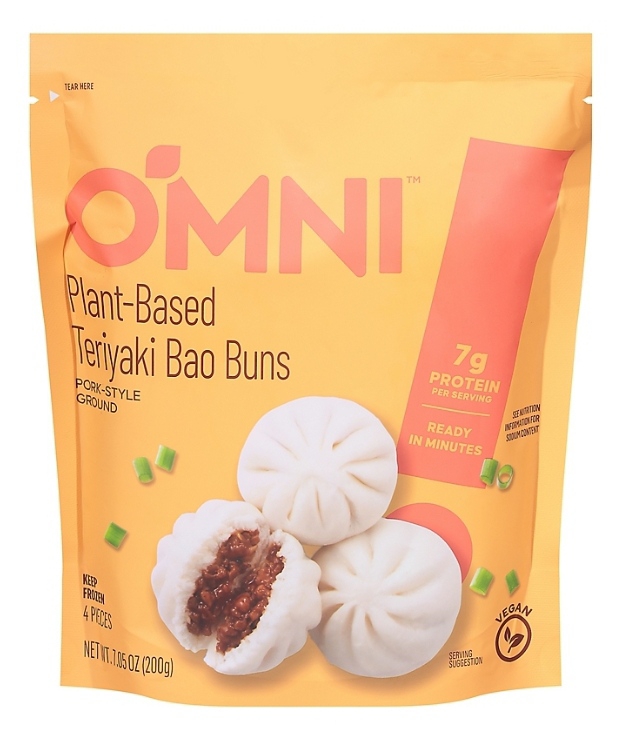 TEAR HERE
O'MNI™
Plant-Based
Teriyaki Bao Buns
PORK-STYLE
GROUND
7g
PROTEIN
PER SERVING
READY
IN MINUTES
SEE NUTRITION
INFORMATION FOR
SODIUM CONTENT
KEEP
FROZEN
4 PIECES
NET WT. 7.05 OZ (200g)
VEGAN
SERVING
SUGGESTION